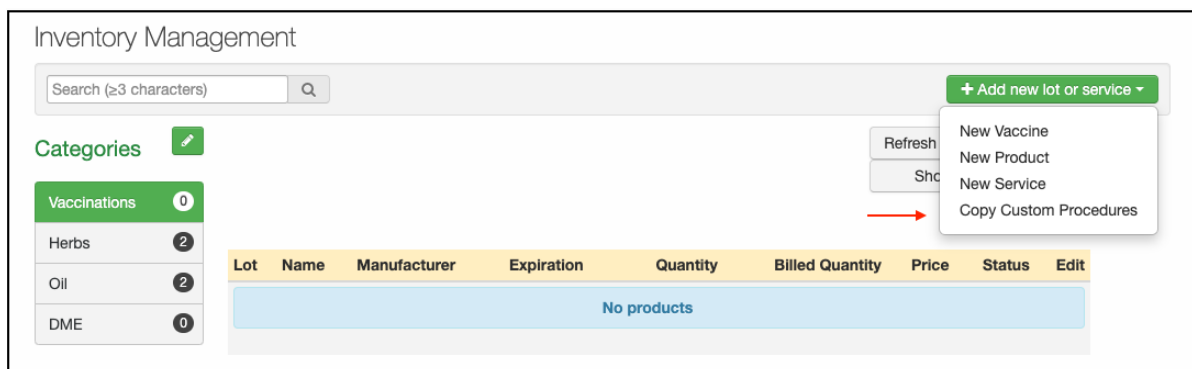 Inventory Management
Search (≥3 characters)
+ Add new lot or service
New Vaccine
New Product
New Service
Copy Custom Procedures
Categories
Refresh
Vaccinations 0
Herbs 2
Oil 2
DME 0
Lot Name Manufacturer Expiration Quantity Billed Quantity Price Status Edit
No products